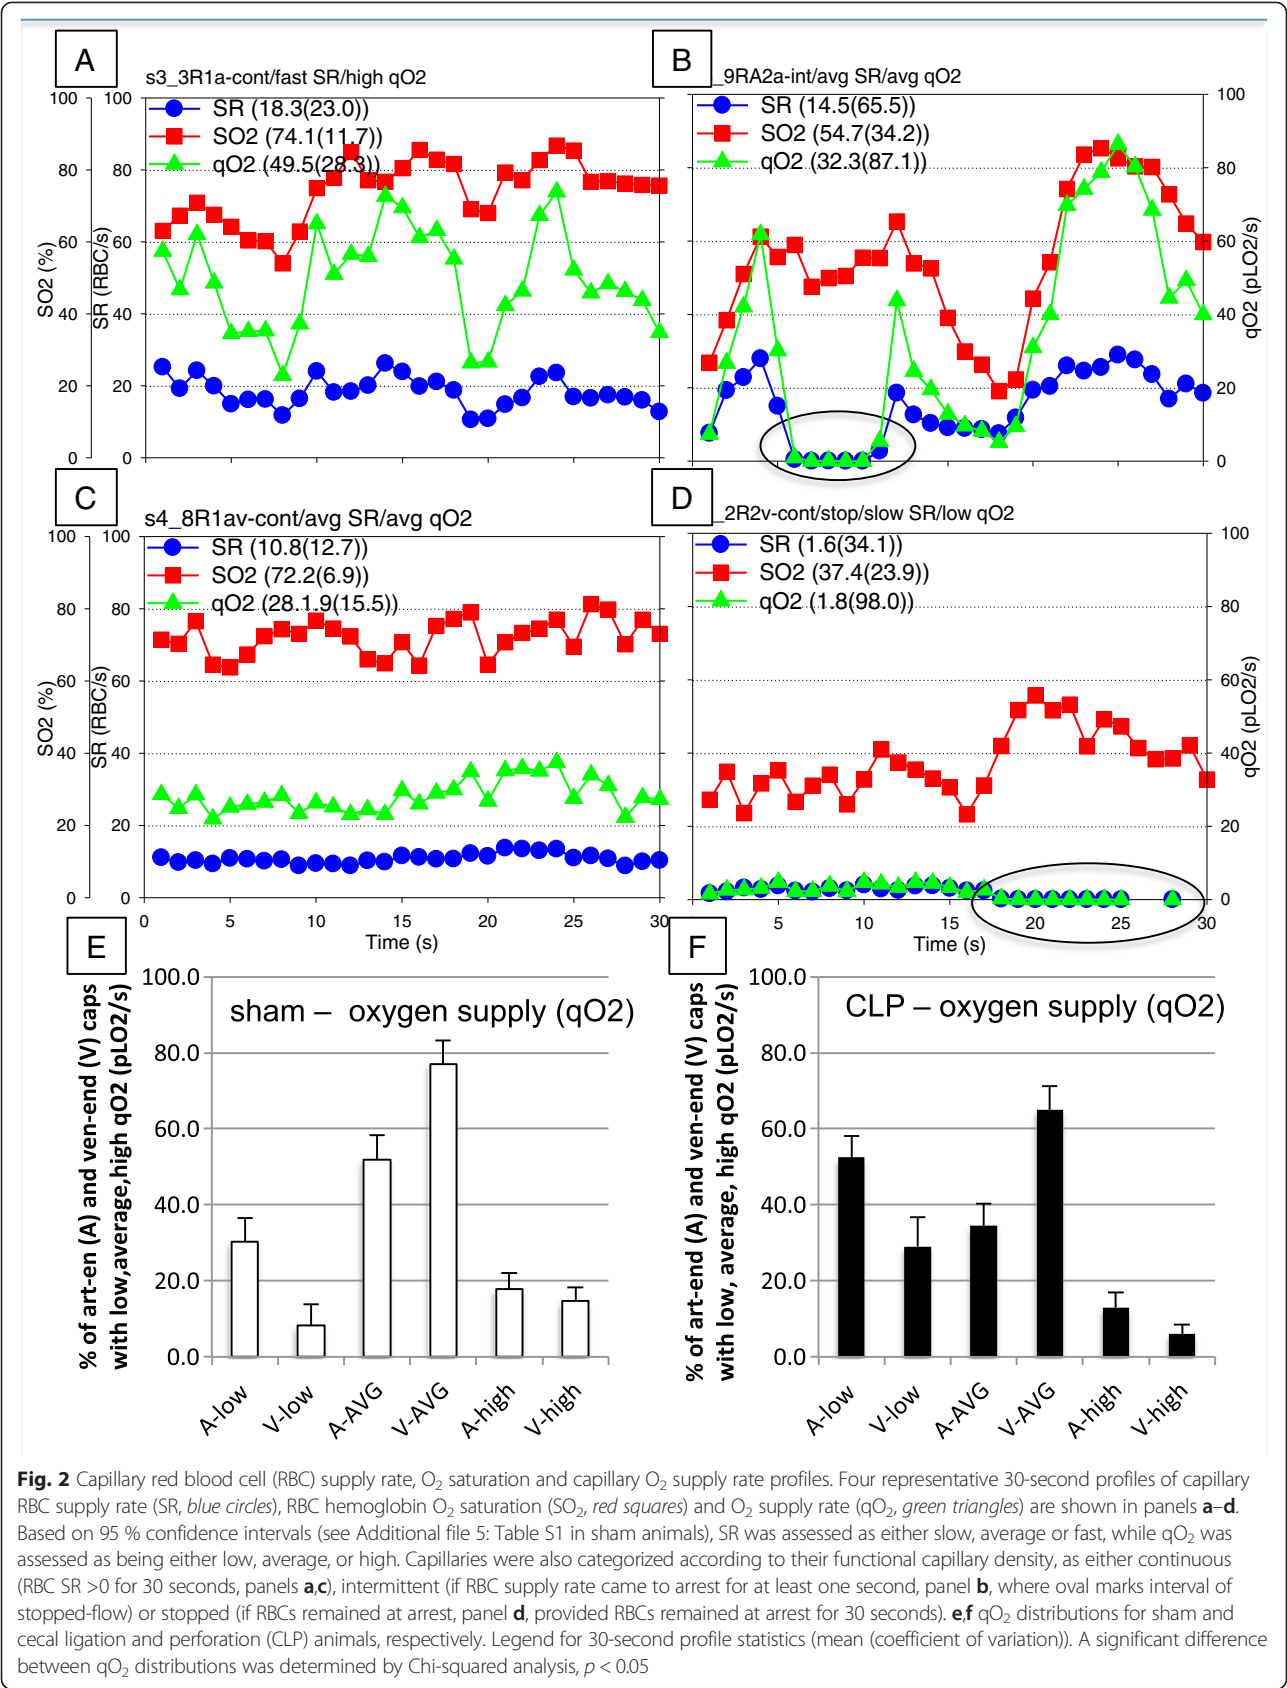 A
s3_3R1a-cont/fast SR/high qO2
SR (18.3(23.0))
SO2 (74.1(11.7))
qO2 (49.5(28.3))
100 100
80 80
60 60
40 40
20 20
0 0
SO2 (%)
SR (RBC/s)
B
_9RA2a-int/avg SR/avg qO2
SR (14.5(65.5))
SO2 (54.7(34.2))
qO2 (32.3(87.1))
100
80
60
40
20
0
qO2 (pLO2/s)
C
s4_8R1av-cont/avg SR/avg qO2
SR (10.8(12.7))
SO2 (72.2(6.9))
qO2 (28.1.9(15.5))
100 100
80 80
60 60
40 40
20 20
0 0
SO2 (%)
SR (RBC/s)
0 5 10 15 20 25 30
Time (s)
D
_2R2v-cont/stop/slow SR/low qO2
SR (1.6(34.1))
SO2 (37.4(23.9))
qO2 (1.8(98.0))
100
80
60
40
20
0
qO2 (pLO2/s)
5 10 15 20 25 30
Time (s)
E
sham – oxygen supply (qO2)
% of art-en (A) and ven-end (V) caps
with low,average,high qO2 (pLO2/s)
100.0
80.0
60.0
40.0
20.0
0.0
A-low V-low A-AVG V-AVG A-high V-high
F
CLP – oxygen supply (qO2)
% of art-end (A) and ven-end (V) caps
with low, average, high qO2 (pLO2/s)
100.0
80.0
60.0
40.0
20.0
0.0
A-low V-low A-AVG V-AVG A-high V-high
Fig. 2 Capillary red blood cell (RBC) supply rate, O₂ saturation and capillary O₂ supply rate profiles. Four representative 30-second profiles of capillary
RBC supply rate (SR, blue circles), RBC hemoglobin O₂ saturation (SO₂, red squares) and O₂ supply rate (qO₂, green triangles) are shown in panels a–d.
Based on 95 % confidence intervals (see Additional file 5: Table S1 in sham animals), SR was assessed as either slow, average or fast, while qO₂ was
assessed as being either low, average, or high. Capillaries were also categorized according to their functional capillary density, as either continuous
(RBC SR >0 for 30 seconds, panels a,c), intermittent (if RBC supply rate came to arrest for at least one second, panel b, where oval marks interval of
stopped-flow) or stopped (if RBCs remained at arrest, panel d, provided RBCs remained at arrest for 30 seconds). e,f qO₂ distributions for sham and
cecal ligation and perforation (CLP) animals, respectively. Legend for 30-second profile statistics (mean (coefficient of variation)). A significant difference
between qO₂ distributions was determined by Chi-squared analysis, p < 0.05